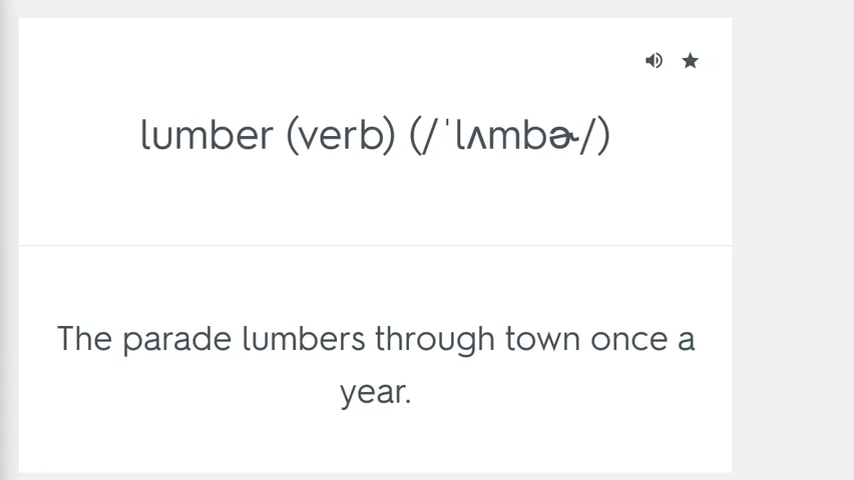 lumber (verb) (/ˈlʌmbɚ/)
The parade lumbers through town once a
year.